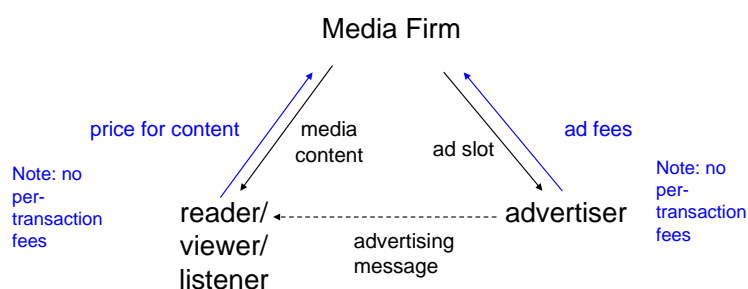 Media Firm
price for content
media
content
ad slot
ad fees
Note: no
per-
transaction
fees
Note: no
per-
transaction
fees
reader/
viewer/
listener
advertiser
advertising
message